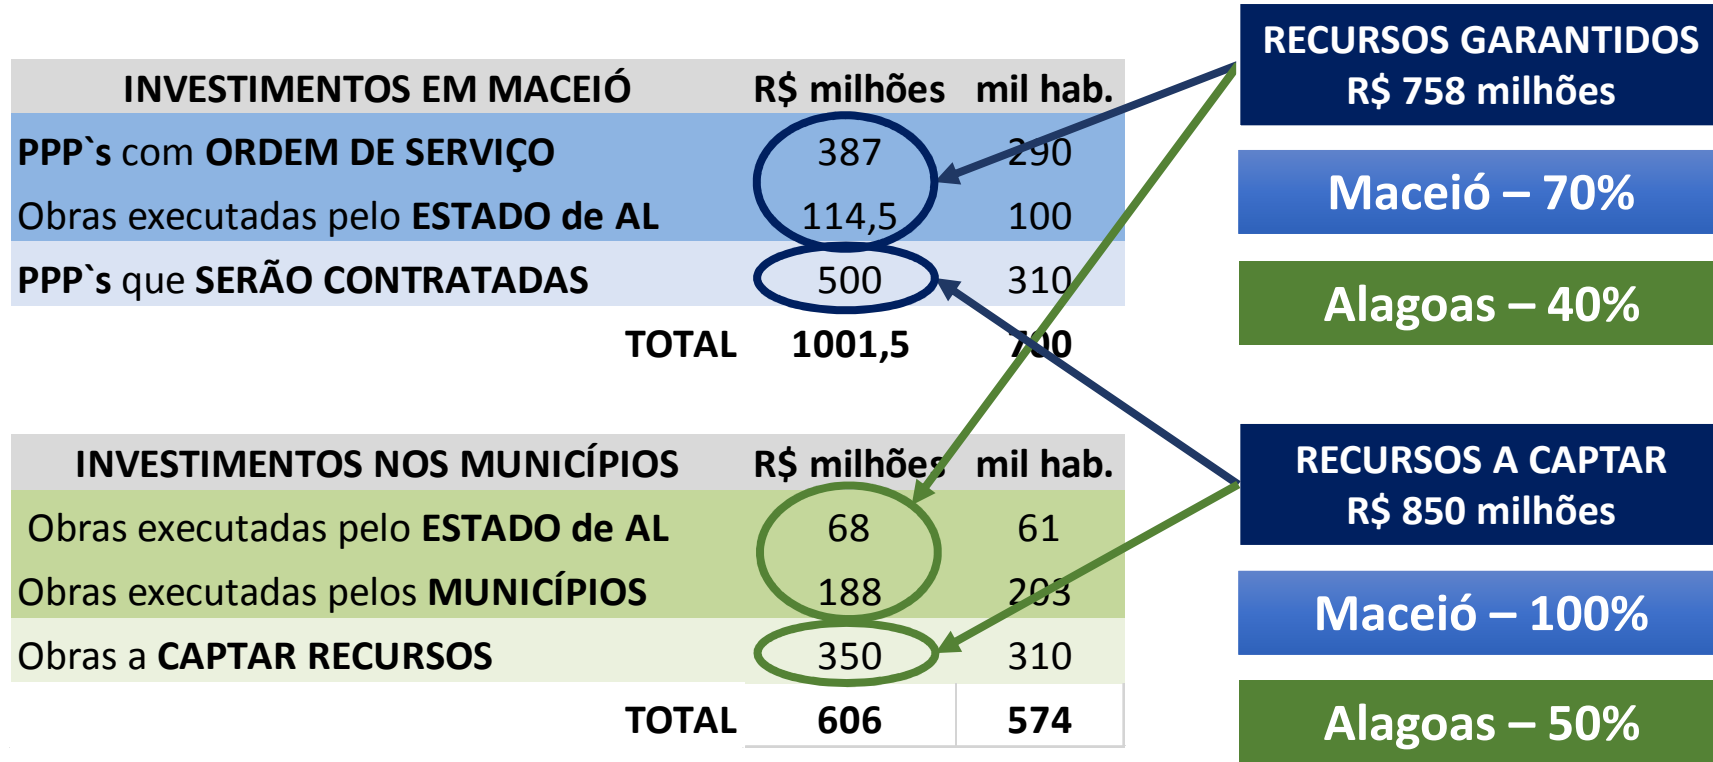 INVESTIMENTOS EM MACEIÓ R$ milhões mil hab.
PPP`s com ORDEM DE SERVIÇO 387 290
Obras executadas pelo ESTADO de AL 114,5 100
PPP`s que SERÃO CONTRATADAS 500 310
TOTAL 1001,5 700
INVESTIMENTOS NOS MUNICÍPIOS R$ milhões mil hab.
Obras executadas pelo ESTADO de AL 68 61
Obras executadas pelos MUNICÍPIOS 188 203
Obras a CAPTAR RECURSOS 350 310
TOTAL 606 574
RECURSOS GARANTIDOS
R$ 758 milhões
Maceió – 70%
Alagoas – 40%
RECURSOS A CAPTAR
R$ 850 milhões
Maceió – 100%
Alagoas – 50%